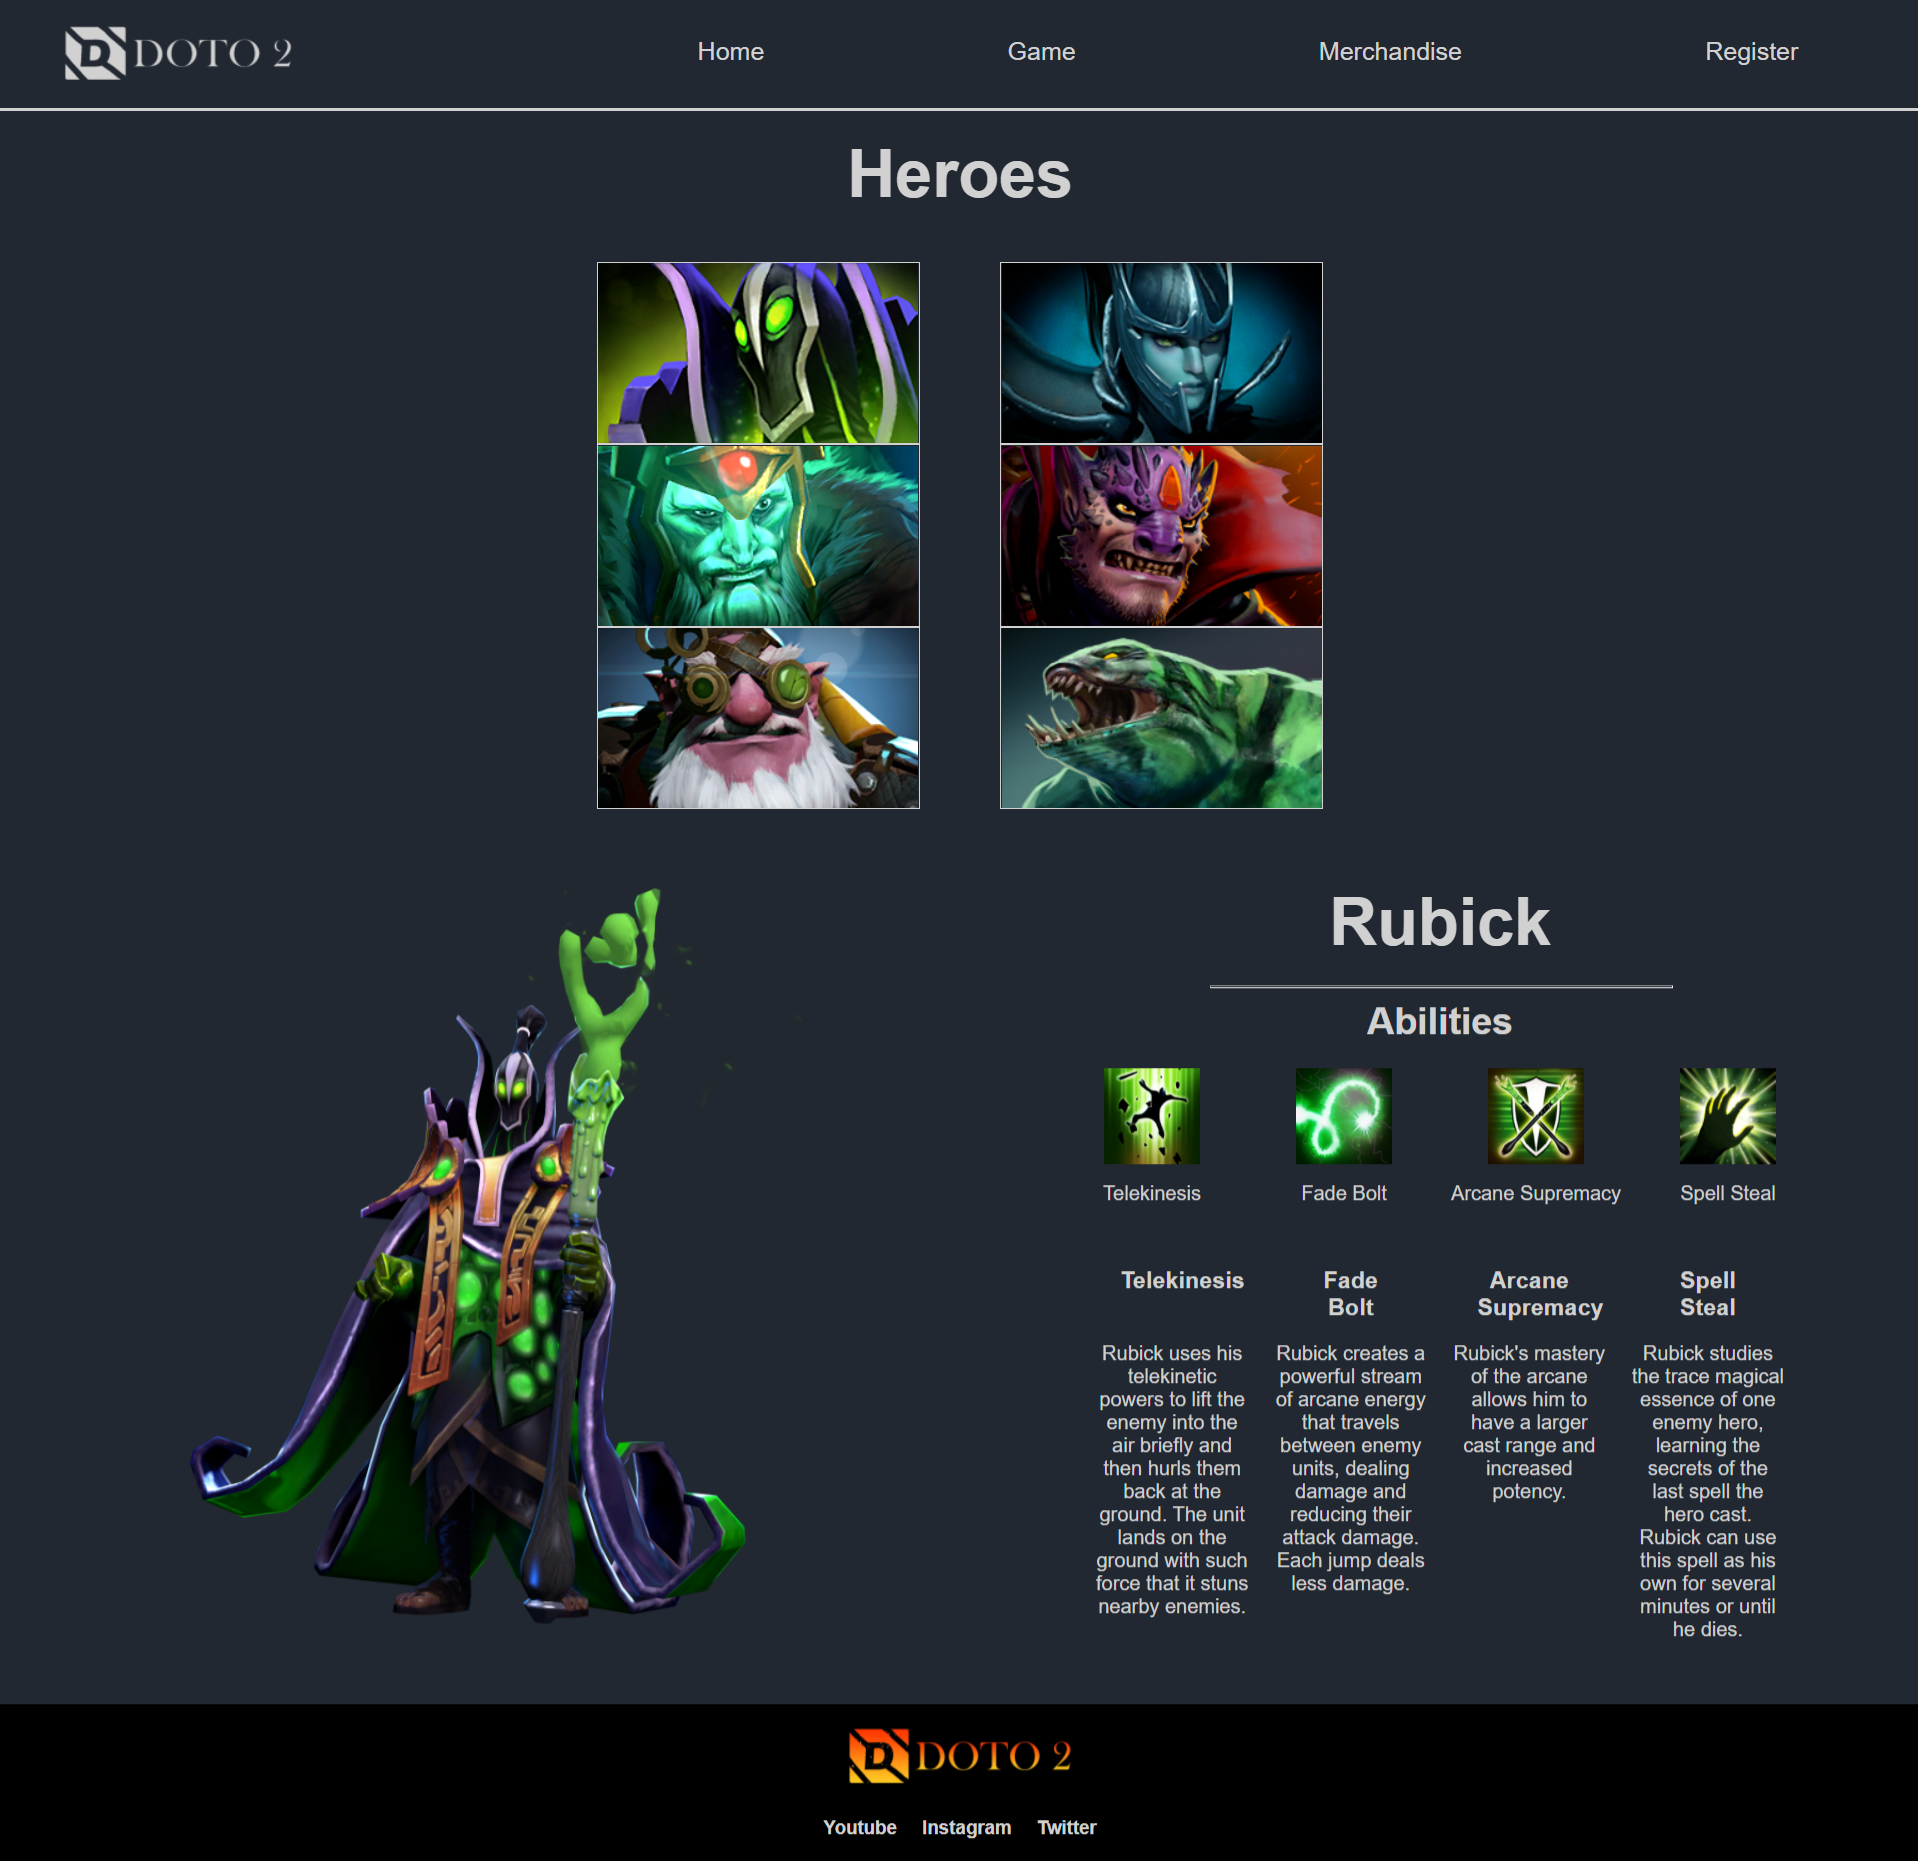 DOTO 2
Home
Game
Merchandise
Register
Heroes
Rubick
Abilities
Telekinesis
Fade Bolt
Arcane Supremacy
Spell Steal
Telekinesis
Rubick uses his
telekinetic
powers to lift the
enemy into the
air briefly and
then hurls them
back at the
ground. The unit
lands on the
ground with such
force that it stuns
nearby enemies.
Fade
Bolt
Rubick creates a
powerful stream
of arcane energy
that travels
between enemy
units, dealing
damage and
reducing their
attack damage.
Each jump deals
less damage.
Arcane
Supremacy
Rubick's mastery
of the arcane
allows him to
have a larger
cast range and
increased
potency.
Spell
Steal
Rubick studies
the trace magical
essence of one
enemy hero,
learning the
secrets of the
last spell the
hero cast.
Rubick can use
this spell as his
own for several
minutes or until
he dies.
DOTO 2
Youtube
Instagram
Twitter